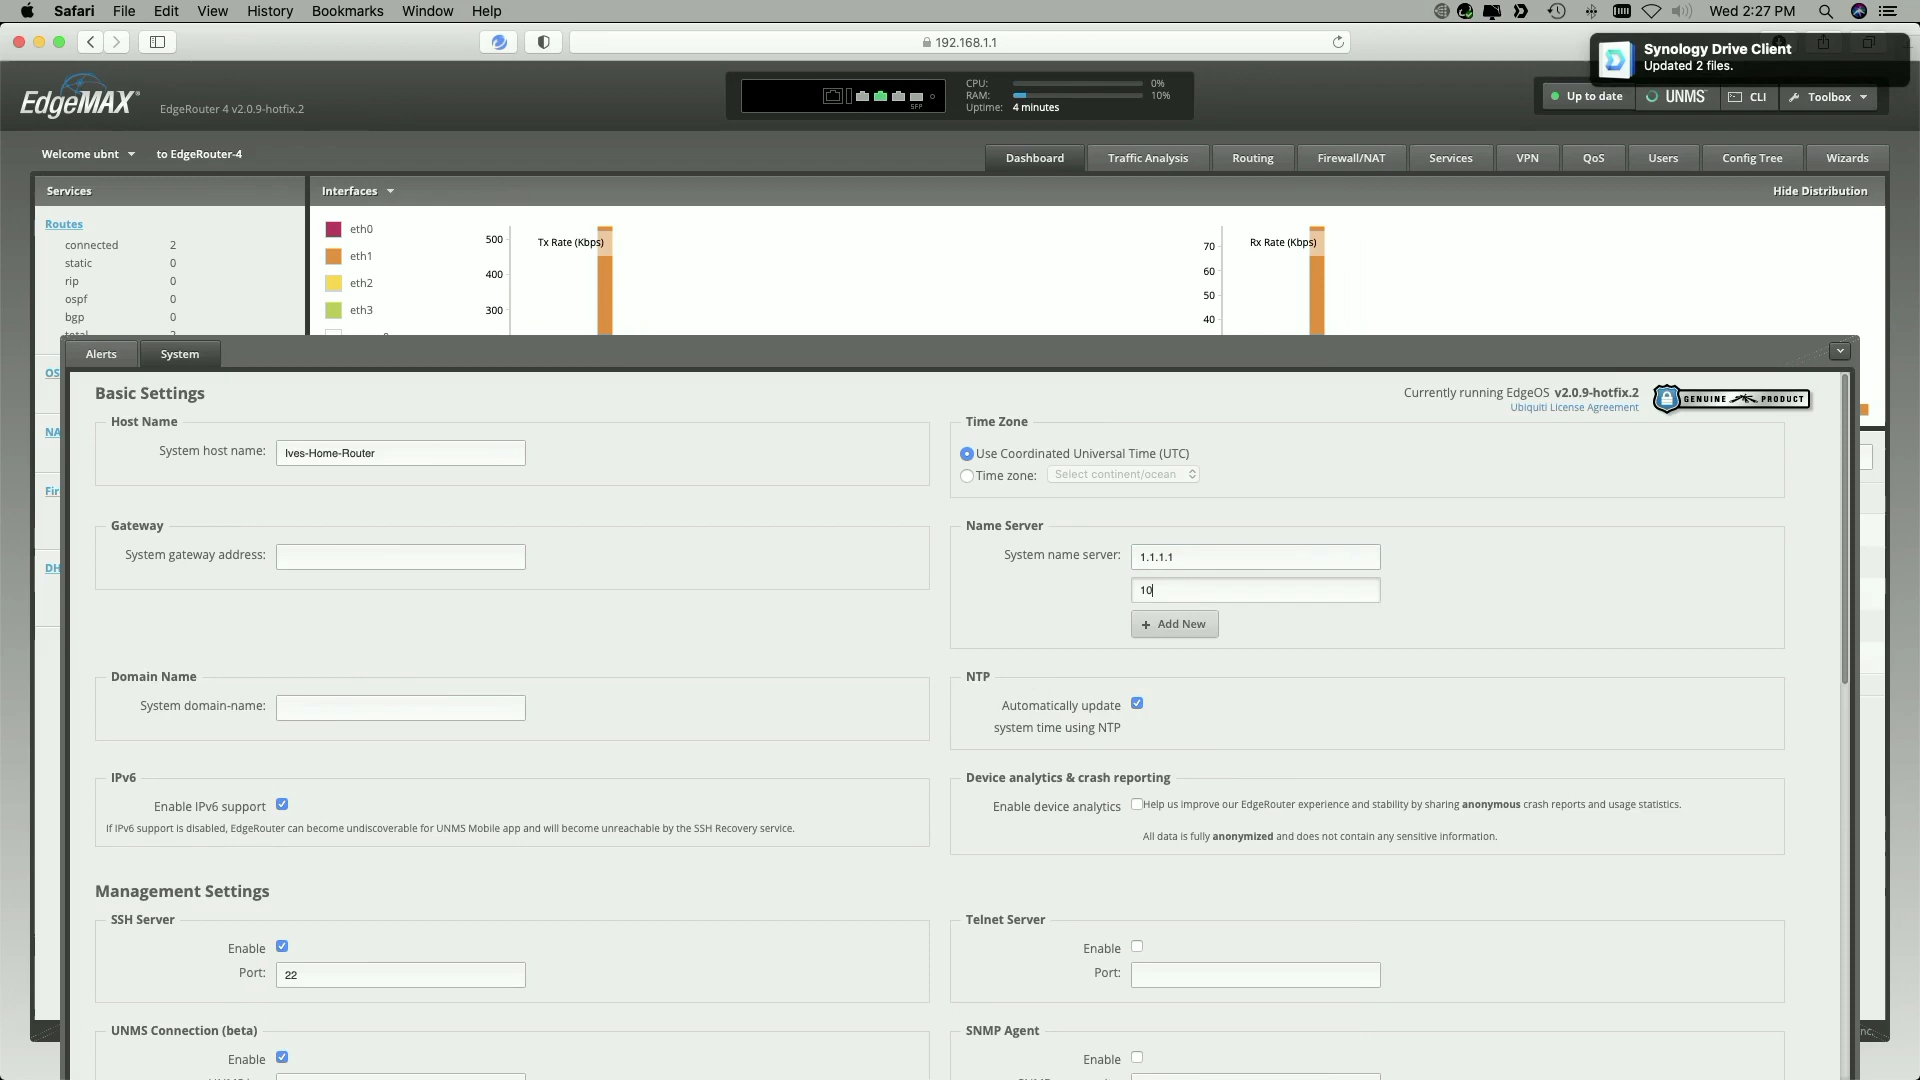 Safari File Edit View History Bookmarks Window Help
Wed 2:27 PM
192.168.1.1
Synology Drive Client
Updated 2 files.
EdgeMAX
EdgeRouter 4 v2.0.9-hotfix.2
SFP
CPU: 0%
RAM: 10%
Uptime: 4 minutes
Up to date
UNMS
CLI
Toolbox
Welcome ubnt
to EdgeRouter-4
Dashboard
Traffic Analysis
Routing
Firewall/NAT
Services
VPN
QoS
Users
Config Tree
Wizards
Services
Interfaces
Hide Distribution
Routes
connected 2
static 0
rip 0
ospf 0
bgp 0
total 2
OS
NA
Fir
DH
eth0
eth1
eth2
eth3
Tx Rate (Kbps)
500
400
300
Rx Rate (Kbps)
70
60
50
40
Alerts
System
Basic Settings
Currently running EdgeOS v2.0.9-hotfix.2
Ubiquiti License Agreement
GENUINE PRODUCT
Host Name
System host name: Ives-Home-Router
Time Zone
Use Coordinated Universal Time (UTC)
Time zone: Select continent/ocean
Gateway
System gateway address:
Name Server
System name server: 1.1.1.1
10
+ Add New
Domain Name
System domain-name:
NTP
Automatically update
system time using NTP
IPv6
Enable IPv6 support
If IPv6 support is disabled, EdgeRouter can become undiscoverable for UNMS Mobile app and will become unreachable by the SSH Recovery service.
Device analytics & crash reporting
Enable device analytics
Help us improve our EdgeRouter experience and stability by sharing anonymous crash reports and usage statistics.
All data is fully anonymized and does not contain any sensitive information.
Management Settings
SSH Server
Enable
Port: 22
Telnet Server
Enable
Port:
UNMS Connection (beta)
Enable
SNMP Agent
Enable
nc.